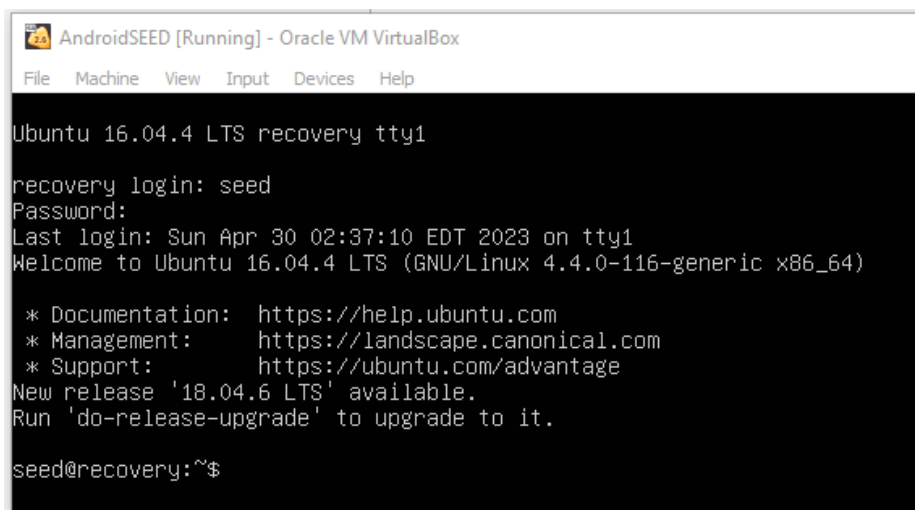 AndroidSEED [Running] - Oracle VM VirtualBox
File Machine View Input Devices Help
Ubuntu 16.04.4 LTS recovery tty1
recovery login: seed
Password:
Last login: Sun Apr 30 02:37:10 EDT 2023 on tty1
Welcome to Ubuntu 16.04.4 LTS (GNU/Linux 4.4.0-116-generic x86_64)
* Documentation:  https://help.ubuntu.com
* Management:     https://landscape.canonical.com
* Support:        https://ubuntu.com/advantage
New release '18.04.6 LTS' available.
Run 'do-release-upgrade' to upgrade to it.
seed@recovery:~$